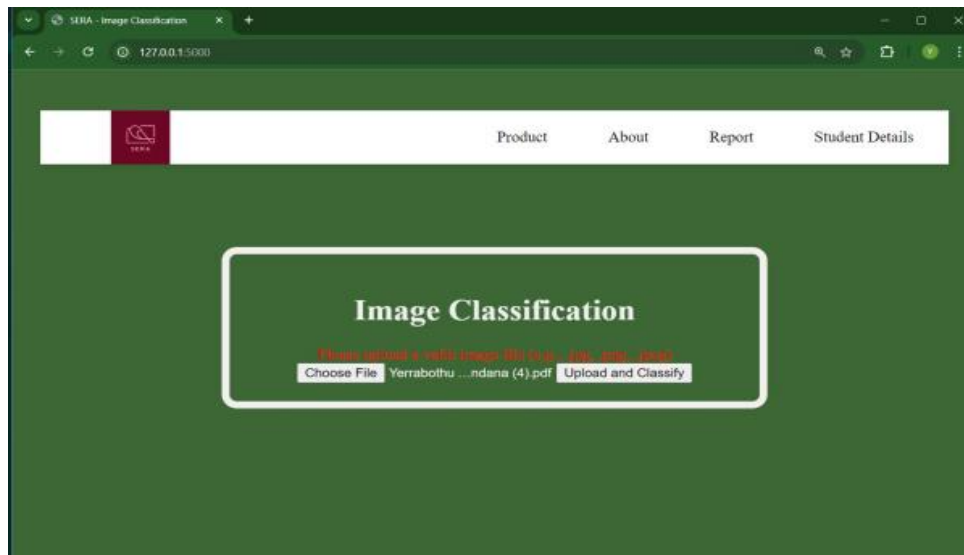 SERA - Image Classification
127.0.0.1:5000
SERA
Product About Report Student Details
Image Classification
Please upload a valid image file (e.g., .jpg, .png, .jpeg)
Choose File Yerrabothu ...ndana (4).pdf Upload and Classify